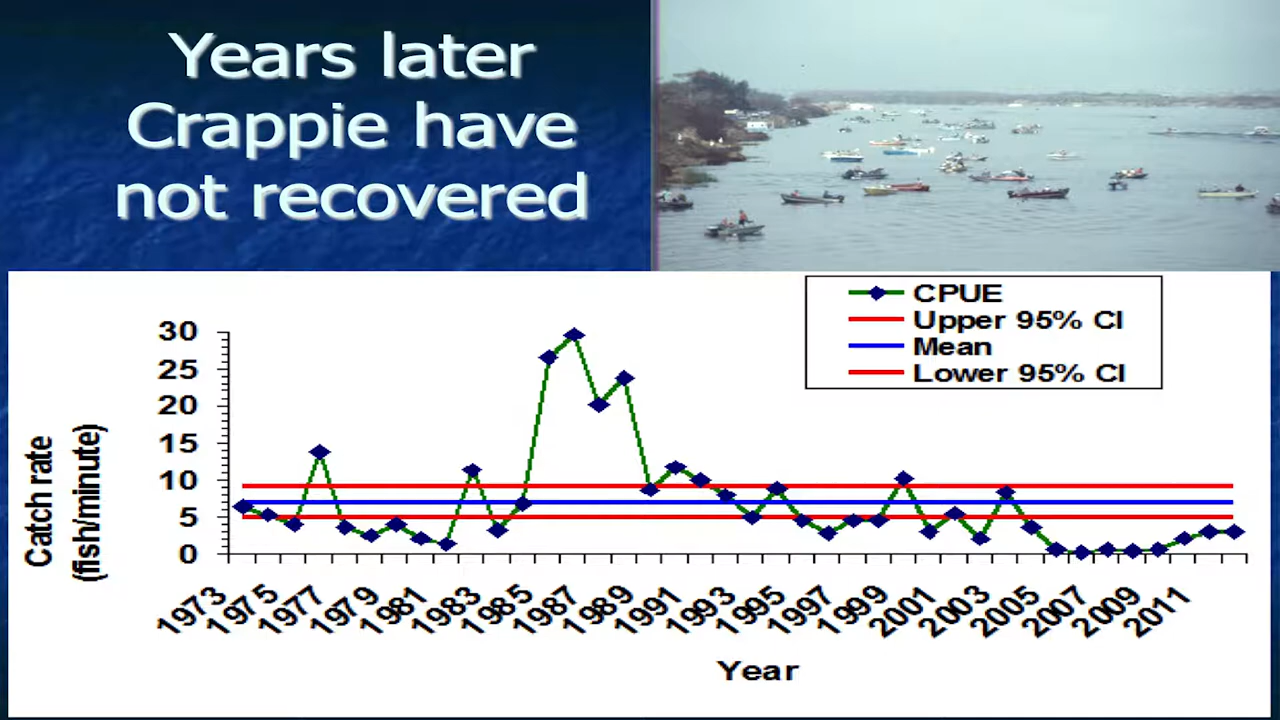 Years later
Crappie have
not recovered
CPUE
Upper 95% CI
Mean
Lower 95% CI
30
25
20
15
10
5
0
Catch rate
(fish/minute)
1973
1975
1977
1979
1981
1983
1985
1987
1989
1991
1993
1995
1997
1999
2001
2003
2005
2007
2009
2011
Year